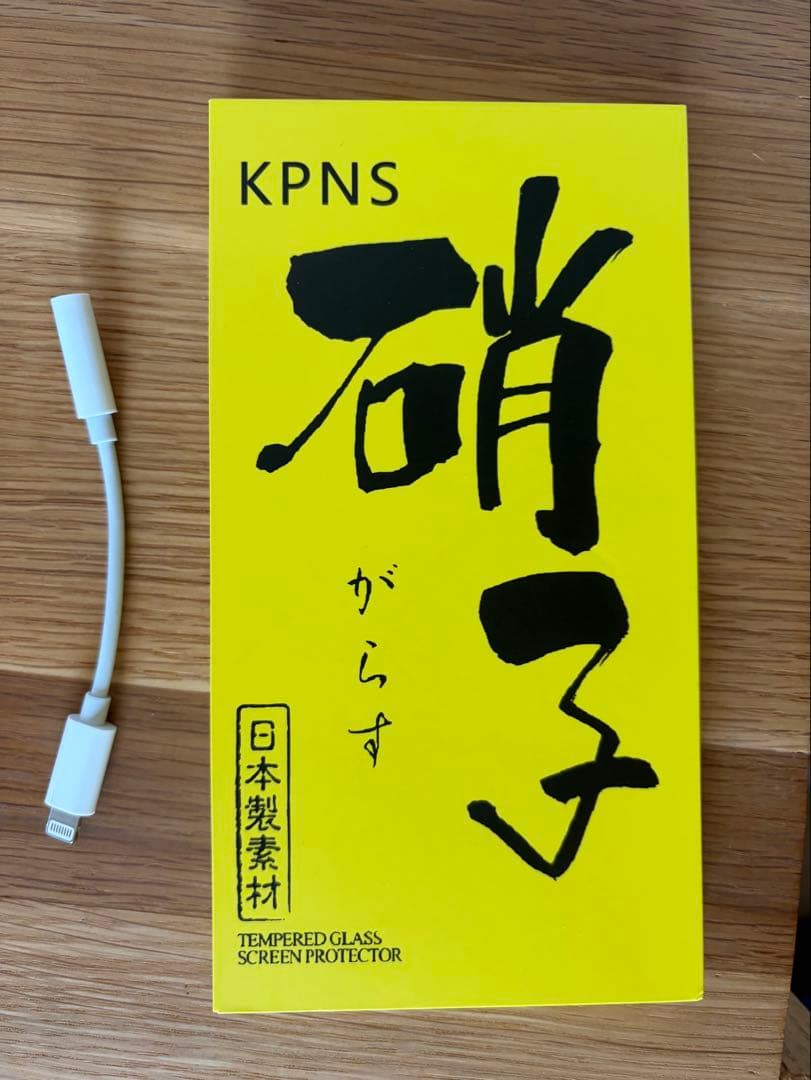 KPNS
硝子
がらす
日本製素材
TEMPERED GLASS
SCREEN PROTECTOR